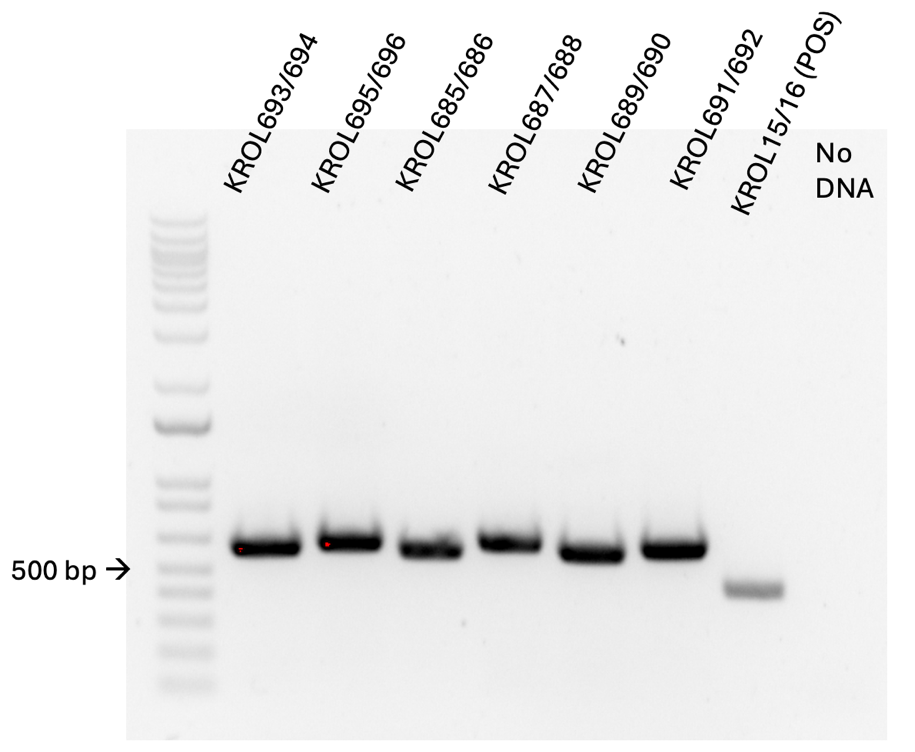 KROL693/694
KROL695/696
KROL685/686
KROL687/688
KROL689/690
KROL691/692
KROL15/16 (POS)
No
DNA
500 bp →